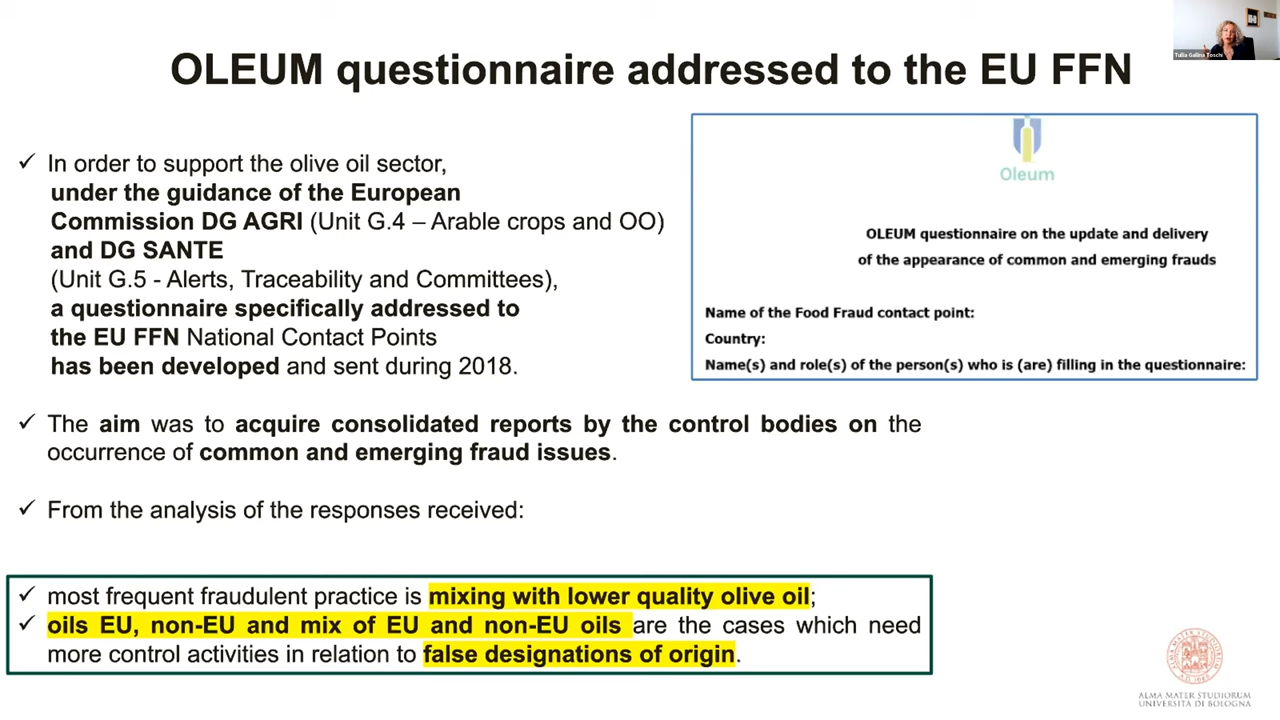 Tullia Gallina Toschi
OLEUM questionnaire addressed to the EU FFN
✓ In order to support the olive oil sector,
under the guidance of the European
Commission DG AGRI (Unit G.4 – Arable crops and OO)
and DG SANTE
(Unit G.5 - Alerts, Traceability and Committees),
a questionnaire specifically addressed to
the EU FFN National Contact Points
has been developed and sent during 2018.
Oleum
OLEUM questionnaire on the update and delivery
of the appearance of common and emerging frauds
Name of the Food Fraud contact point:
Country:
Name(s) and role(s) of the person(s) who is (are) filling in the questionnaire:
✓ The aim was to acquire consolidated reports by the control bodies on the
occurrence of common and emerging fraud issues.
✓ From the analysis of the responses received:
✓ most frequent fraudulent practice is mixing with lower quality olive oil;
✓ oils EU, non-EU and mix of EU and non-EU oils are the cases which need
more control activities in relation to false designations of origin.
ALMA MATER STUDIORUM
UNIVERSITÀ DI BOLOGNA